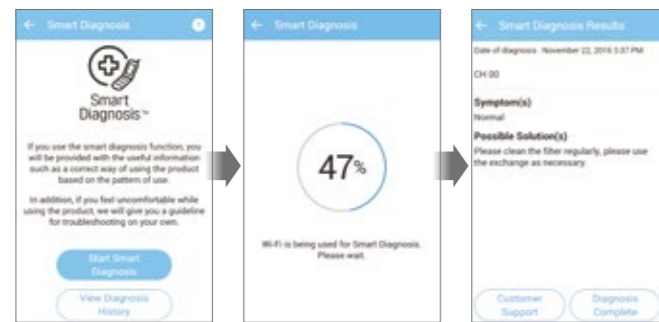 Smart Diagnosis
?
Smart
Diagnosis™
If you use the smart diagnosis function, you
will be provided with the useful information
such as a correct way of using the product
based on the pattern of use.
In addition, if you feel uncomfortable while
using the product, we will give you a guideline
for troubleshooting on your own.
Start Smart
Diagnosis
View Diagnosis
History
Smart Diagnosis
47%
Wi-Fi is being used for Smart Diagnosis.
Please wait.
Smart Diagnosis Results
Date of diagnosis : November 22, 2016 3:37 PM
CH 00
Symptom(s)
Normal
Possible Solution(s)
Please clean the filter regularly, please use
the exchange as necessary.
Customer
Support
Diagnosis
Complete